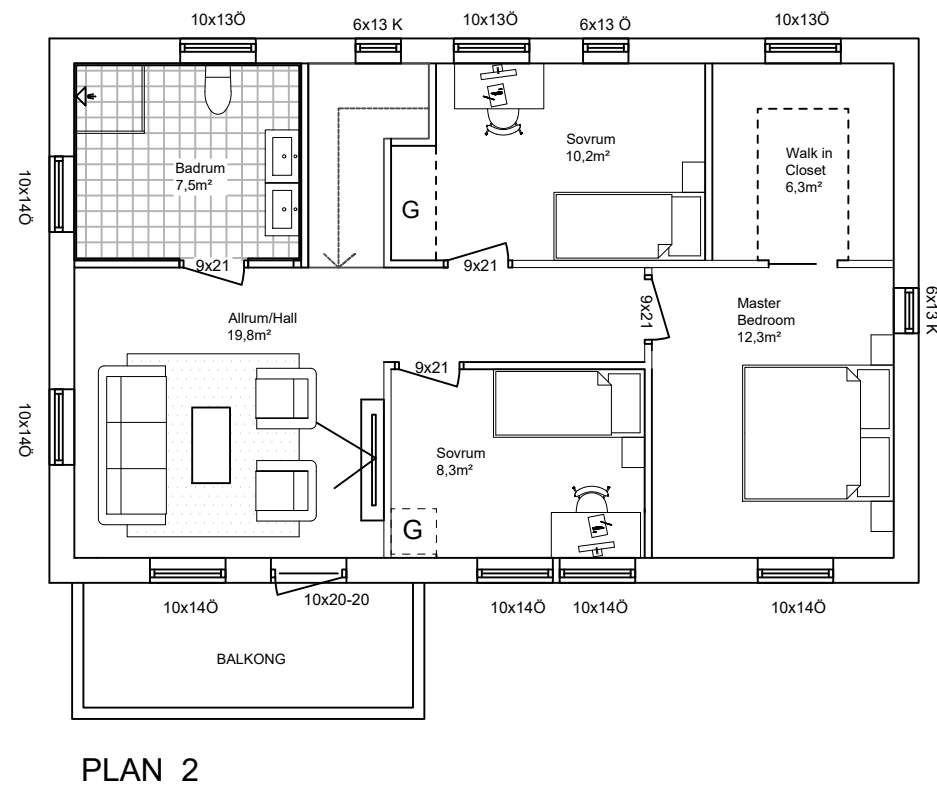 10x13Ö
6x13 K
10x13Ö
6x13 Ö
10x13Ö
10x14Ö
Badrum
7,5m²
Sovrum
10,2m²
Walk in
Closet
6,3m²
G
9x21
9x21
9x21
6x13 K
Allrum/Hall
19,8m²
Master
Bedroom
12,3m²
9x21
10x14Ö
Sovrum
8,3m²
G
10x14Ö
10x20-20
10x14Ö
10x14Ö
10x14Ö
BALKONG
PLAN 2